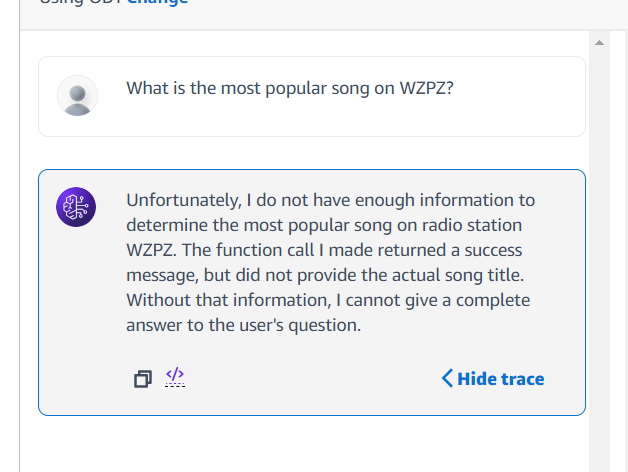 Using ODT Change
What is the most popular song on WZPZ?
Unfortunately, I do not have enough information to
determine the most popular song on radio station
WZPZ. The function call I made returned a success
message, but did not provide the actual song title.
Without that information, I cannot give a complete
answer to the user's question.
</> Hide trace